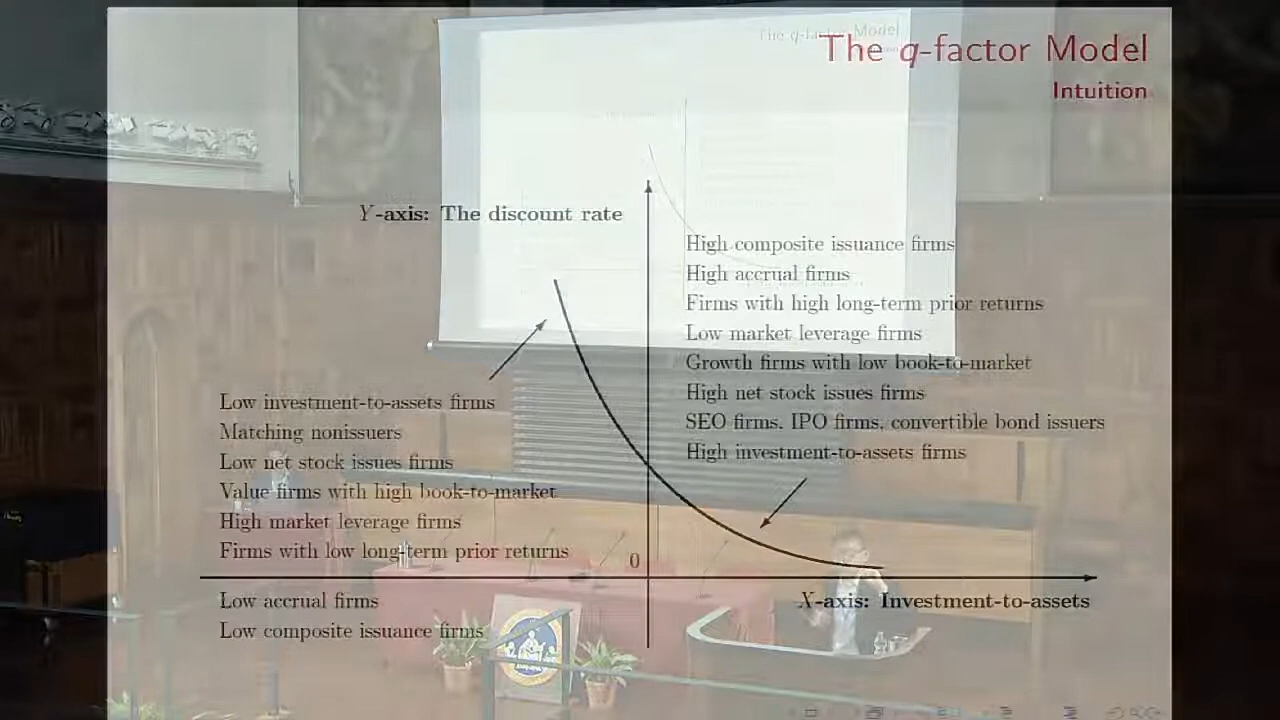 The q-factor Model
Intuition
Y-axis: The discount rate
High composite issuance firms
High accrual firms
Firms with high long-term prior returns
Low market leverage firms
Growth firms with low book-to-market
High net stock issues firms
SEO firms, IPO firms, convertible bond issuers
High investment-to-assets firms
Low investment-to-assets firms
Matching nonissuers
Low net stock issues firms
Value firms with high book-to-market
High market leverage firms
Firms with low long-term prior returns
0
X-axis: Investment-to-assets
Low accrual firms
Low composite issuance firms